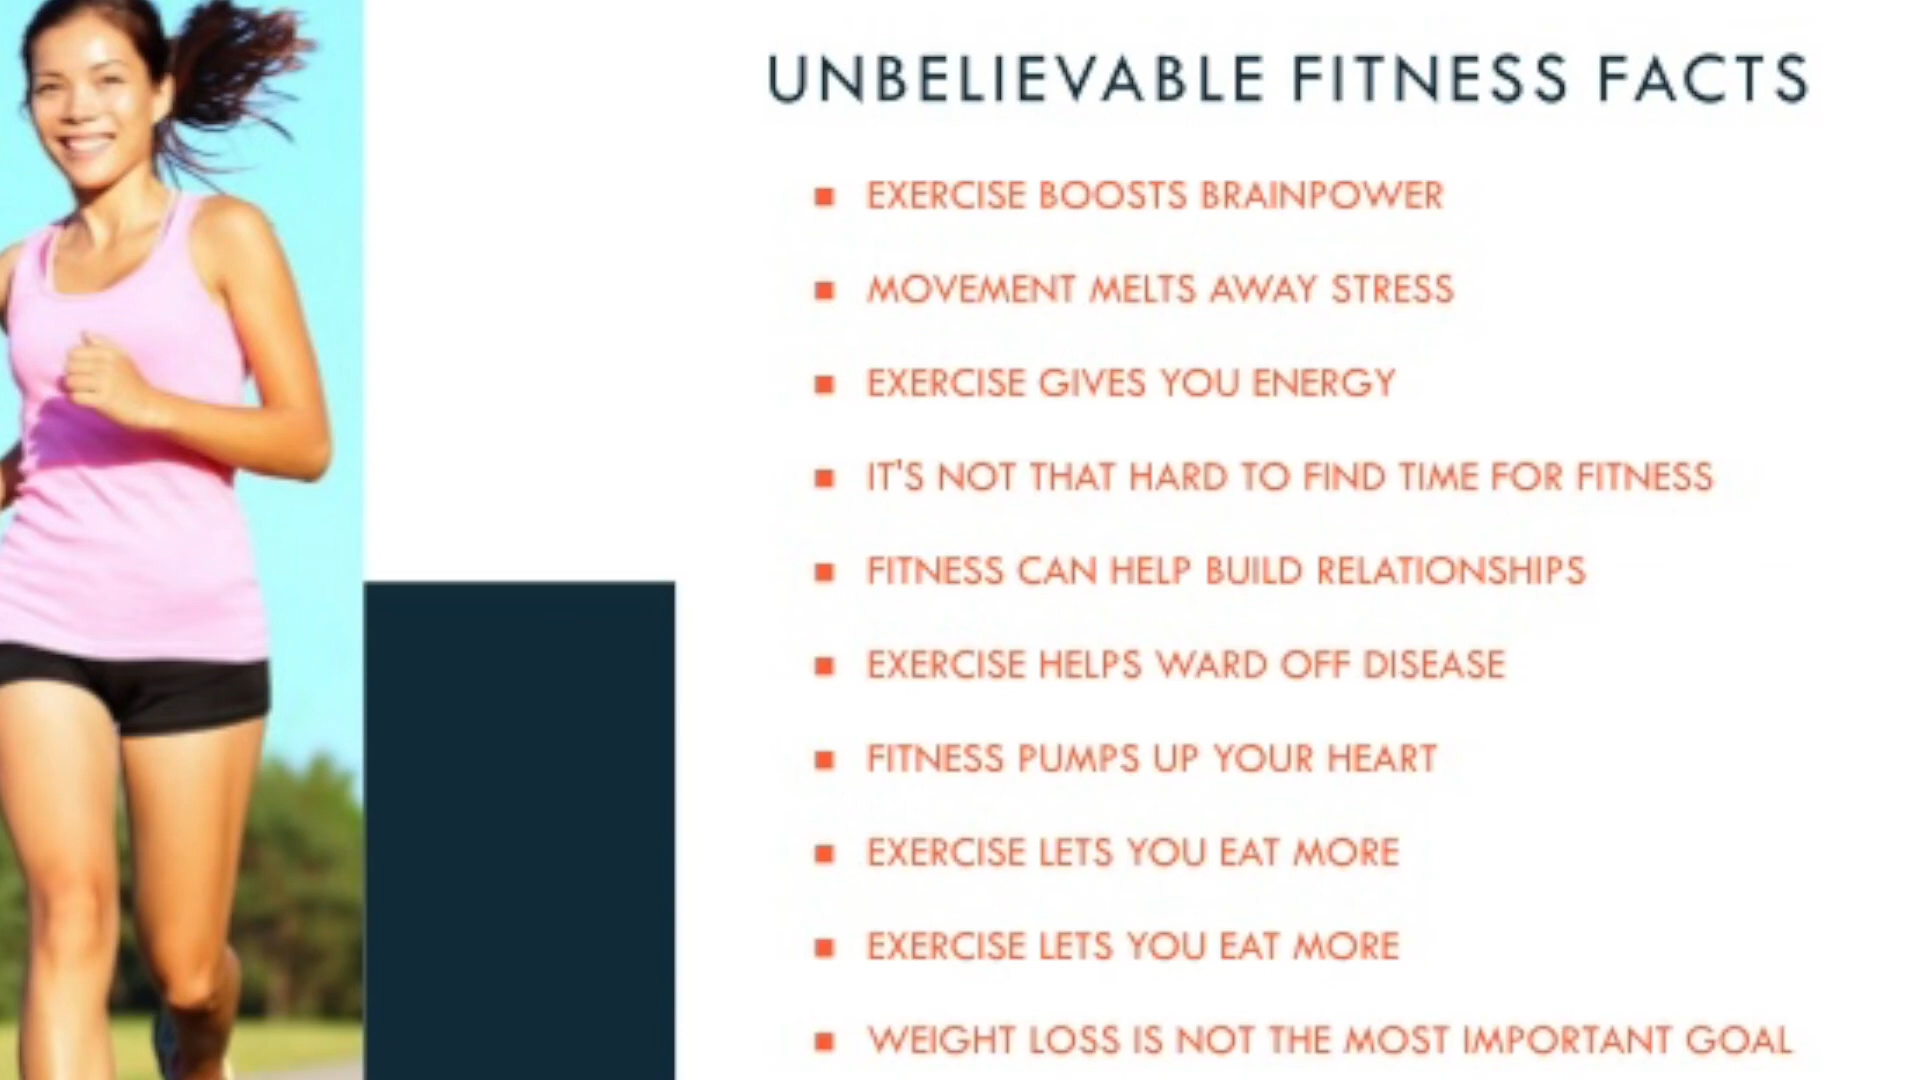 UNBELIEVABLE FITNESS FACTS
EXERCISE BOOSTS BRAINPOWER
MOVEMENT MELTS AWAY STRESS
EXERCISE GIVES YOU ENERGY
IT'S NOT THAT HARD TO FIND TIME FOR FITNESS
FITNESS CAN HELP BUILD RELATIONSHIPS
EXERCISE HELPS WARD OFF DISEASE
FITNESS PUMPS UP YOUR HEART
EXERCISE LETS YOU EAT MORE
EXERCISE LETS YOU EAT MORE
WEIGHT LOSS IS NOT THE MOST IMPORTANT GOAL